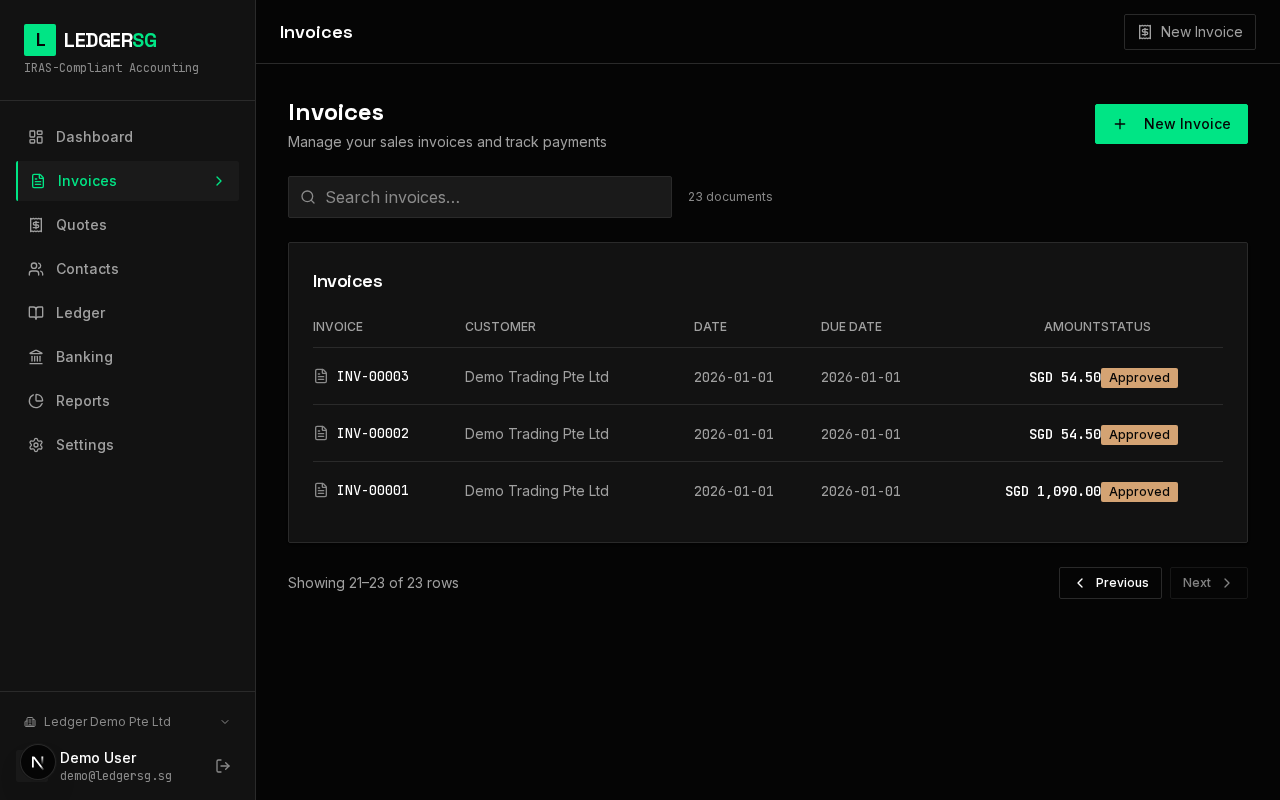 L LEDGERSG
IRAS-Compliant Accounting
Dashboard
Invoices
Quotes
Contacts
Ledger
Banking
Reports
Settings
Ledger Demo Pte Ltd
N
Demo User
demo@ledgersg.sg
Invoices
New Invoice
Invoices
Manage your sales invoices and track payments
New Invoice
Search invoices...
23 documents
Invoices
INVOICE CUSTOMER DATE DUE DATE AMOUNT STATUS
INV-00003 Demo Trading Pte Ltd 2026-01-01 2026-01-01 SGD 54.50 Approved
INV-00002 Demo Trading Pte Ltd 2026-01-01 2026-01-01 SGD 54.50 Approved
INV-00001 Demo Trading Pte Ltd 2026-01-01 2026-01-01 SGD 1,090.00 Approved
Showing 21–23 of 23 rows
Previous Next